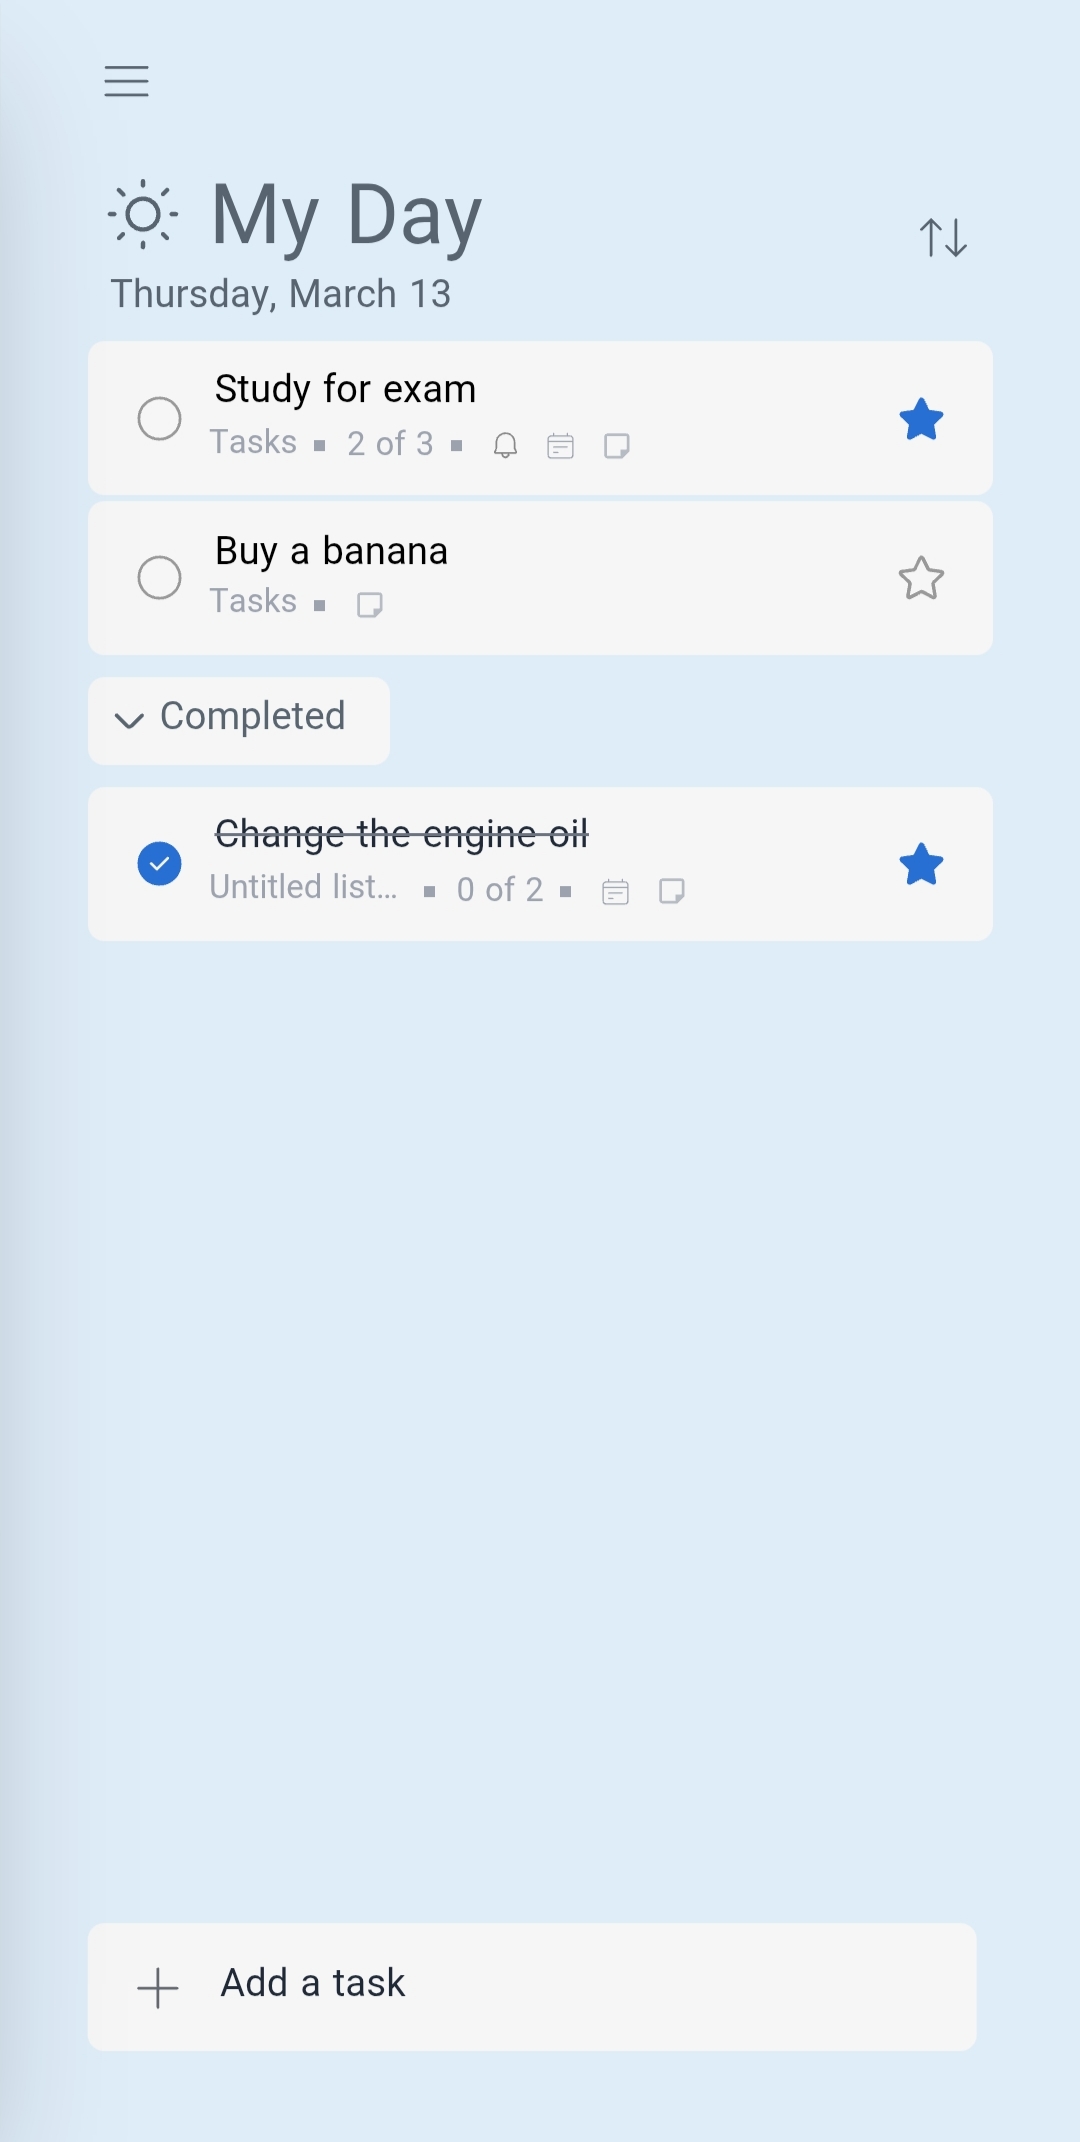 My Day
Thursday, March 13
Study for exam
Tasks ▪ 2 of 3 ▪
Buy a banana
Tasks ▪
Completed
Change the engine oil
Untitled list... ▪ 0 of 2 ▪
Add a task